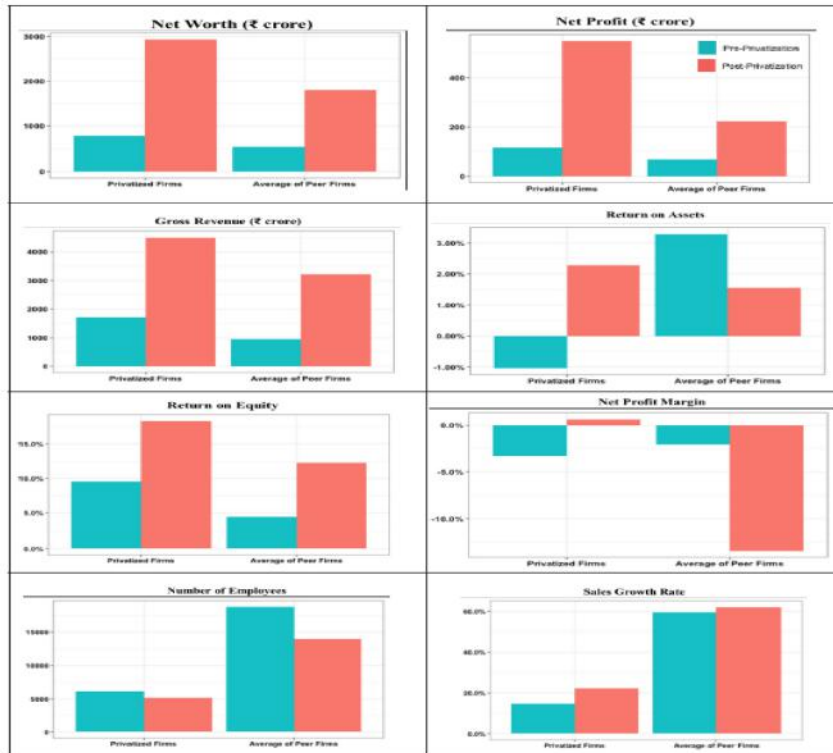 Net Worth (₹ crore)
3000
2000
1000
0
Privatized Firms
Average of Peer Firms
Net Profit (₹ crore)
Pre-Privatization
Post-Privatization
400
200
0
Privatized Firms
Average of Peer Firms
Gross Revenue (₹ crore)
4000
3000
2000
1000
0
Privatized Firms
Average of Peer Firms
Return on Assets
3.00%
2.00%
1.00%
0.00%
-1.00%
Privatized Firms
Average of Peer Firms
Return on Equity
15.0%
10.0%
5.0%
0.0%
Privatized Firms
Average of Peer Firms
Net Profit Margin
0.0%
-5.0%
-10.0%
Privatized Firms
Average of Peer Firms
Number of Employees
15000
10000
5000
0
Privatized Firms
Average of Peer Firms
Sales Growth Rate
60.0%
40.0%
20.0%
0.0%
Privatized Firms
Average of Peer Firms